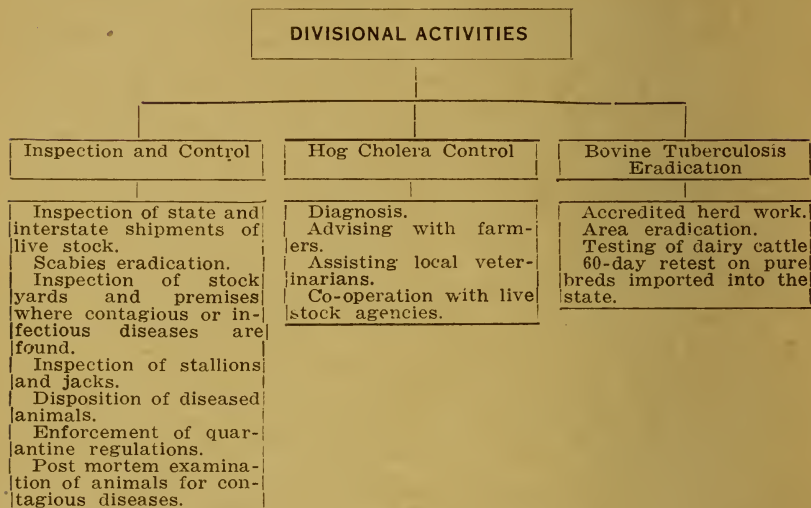 DIVISIONAL ACTIVITIES
Inspection and Control
Inspection of state and
interstate shipments of
live stock.
Scabies eradication.
Inspection of stock
yards and premises
where contagious or in-
fectious diseases are
found.
Inspection of stallions
and jacks.
Disposition of diseased
animals.
Enforcement of quar-
antine regulations.
Post mortem examina-
tion of animals for con-
tagious diseases.
Hog Cholera Control
Diagnosis.
Advising with farm-
ers.
Assisting local veter-
inarians.
Co-operation with live
stock agencies.
Bovine Tuberculosis
Eradication
Accredited herd work.
Area eradication.
Testing of dairy cattle
60-day retest on pure
breds imported into the
state.